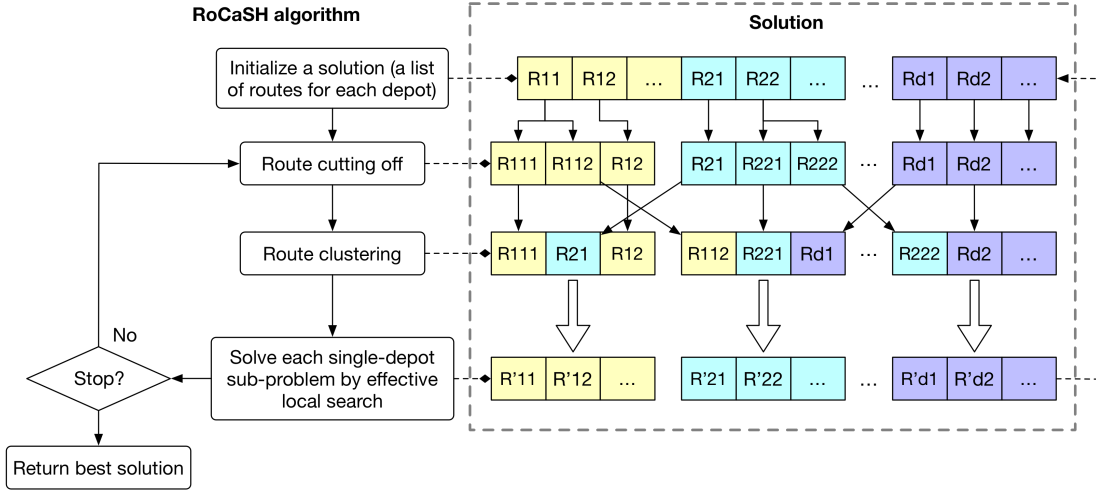 RoCaSH algorithm
Solution
Initialize a solution (a list
of routes for each depot)
R11 R12 ... R21 R22 ... ... Rd1 Rd2 ...
Route cutting off
R111 R112 R12 R21 R221 R222 ... Rd1 Rd2 ...
Route clustering
R111 R21 R12 R112 R221 Rd1 ... R222 Rd2 ...
No
Stop?
Solve each single-depot
sub-problem by effective
local search
R'11 R'12 ... R'21 R'22 ... ... R'd1 R'd2 ...
Return best solution